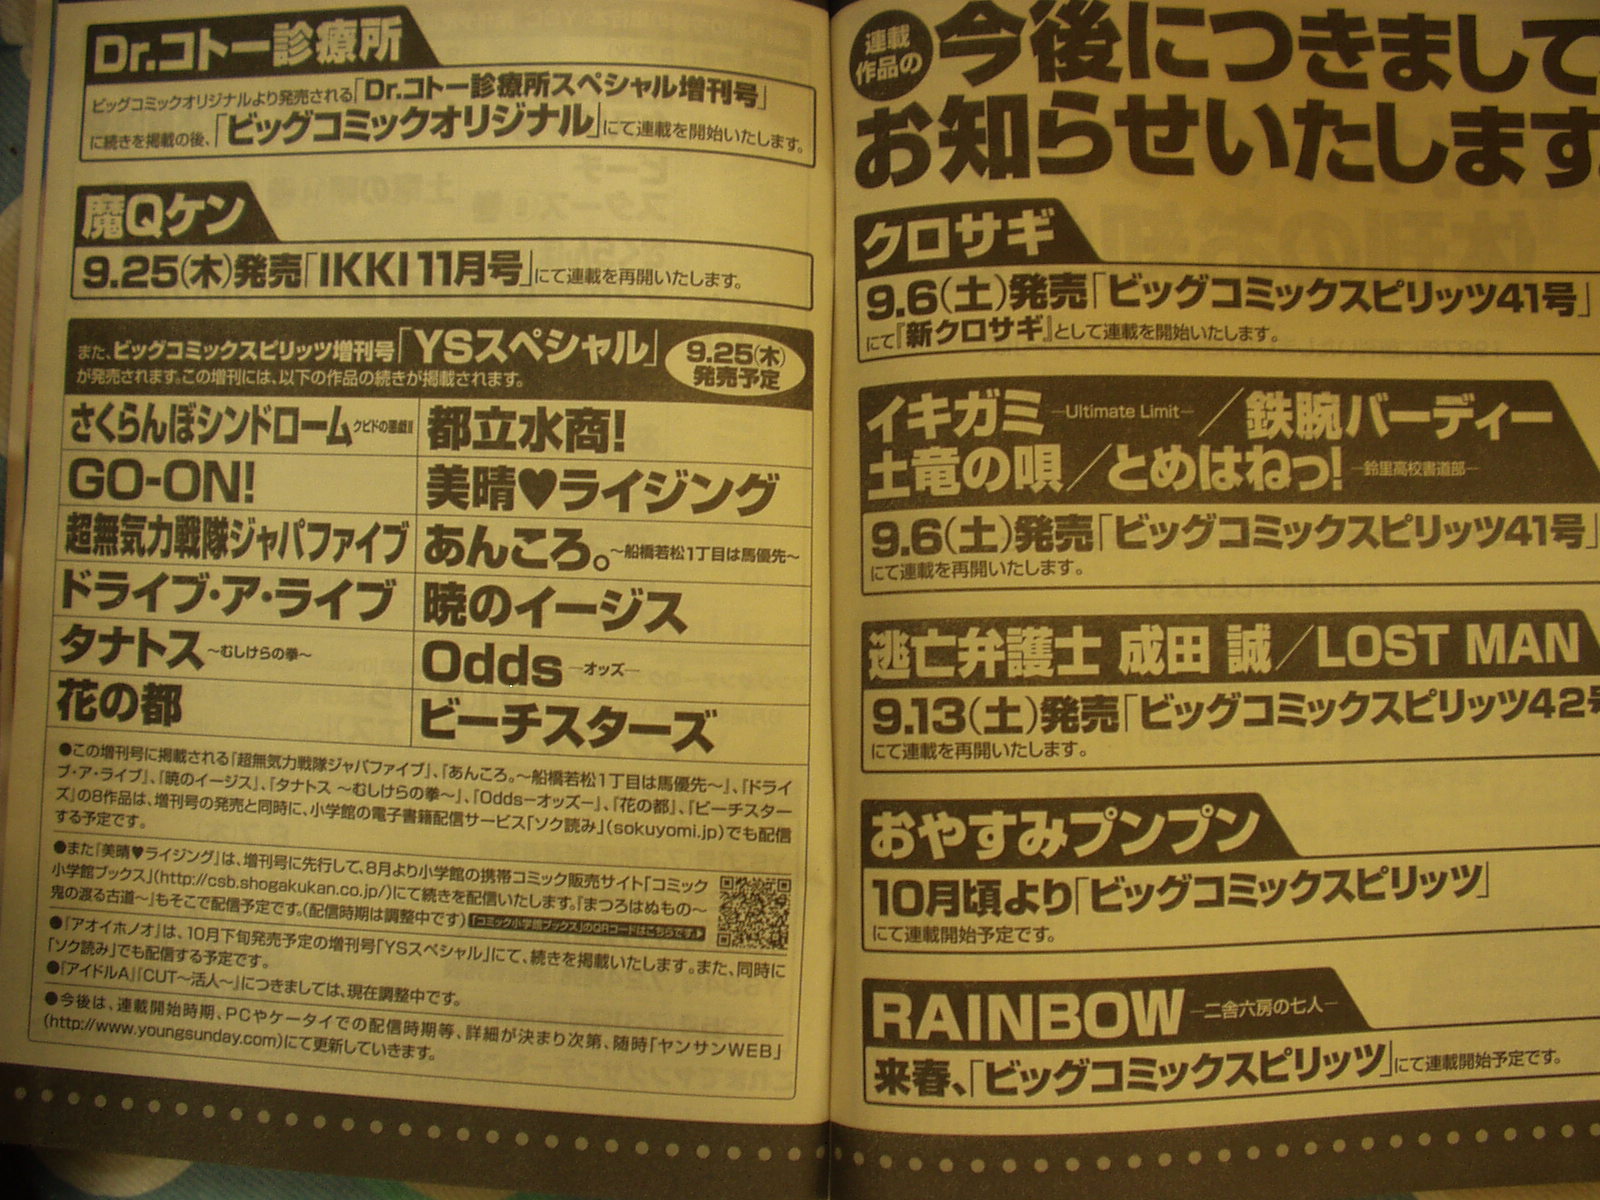 連載作品の
今後につきまして
お知らせいたします。
クロサギ
9.6(土)発売「ビッグコミックスピリッツ41号」
にて『新クロサギ』として連載を開始いたします。
イキガミ —Ultimate Limit— ／鉄腕バーディー
土竜の唄／とめはねっ! —鈴里高校書道部—
9.6(土)発売「ビッグコミックスピリッツ41号」
にて連載を再開いたします。
逃亡弁護士 成田 誠／LOST MAN
9.13(土)発売「ビッグコミックスピリッツ42号
にて連載を再開いたします。
おやすみプンプン
10月頃より「ビッグコミックスピリッツ」
にて連載開始予定です。
RAINBOW —二舎六房の七人—
来春、「ビッグコミックスピリッツ」にて連載開始予定です。
Dr.コトー診療所
ビッグコミックオリジナルより発売される「Dr.コトー診療所スペシャル増刊号」
に続きを掲載の後、「ビッグコミックオリジナル」にて連載を開始いたします。
魔Qケン
9.25(木)発売「IKKI 11月号」にて連載を再開いたします。
また、ビッグコミックスピリッツ増刊号「YSスペシャル」
が発売されます。この増刊には、以下の作品の続きが掲載されます。
9.25(木)
発売予定
さくらんぼシンドローム クピドの悪戯II
都立水商!
GO-ON!
美晴♥ライジング
超無気力戦隊ジャパファイブ
あんころ。〜船橋若松1丁目は馬優先〜
ドライブ・ア・ライブ
暁のイージス
タナトス 〜むしけらの拳〜
Odds —オッズ—
花の都
ビーチスターズ
●この増刊号に掲載される『超無気力戦隊ジャパファイブ』、『あんころ。〜船橋若松1丁目は馬優先〜』、『ドライ
ブ・ア・ライブ』、『暁のイージス』、『タナトス 〜むしけらの拳〜』、『Odds−オッズ−』、『花の都』、『ビーチスター
ズ』の8作品は、増刊号の発売と同時に、小学館の電子書籍配信サービス「ソク読み」(sokuyomi.jp)でも配信
する予定です。
●また『美晴♥ライジング』は、増刊号に先行して、8月より小学館の携帯コミック販売サイト「コミック
小学館ブックス」(http://csb.shogakukan.co.jp/)にて続きを配信いたします。『まつろはぬもの〜
鬼の渡る古道〜』もそこで配信予定です。(配信時期は調整中です)「コミック小学館ブックス」のQRコードはこちらです。▶
●『アオイホノオ』は、10月下旬発売予定の増刊号「YSスペシャル」にて、続きを掲載いたします。また、同時に
「ソク読み」でも配信する予定です。
●『アイドルA』『CUT〜活人〜』につきましては、現在調整中です。
●今後は、連載開始時期、PCやケータイでの配信時期等、詳細が決まり次第、随時「ヤンサンWEB」
(http://www.youngsunday.com)にて更新していきます。